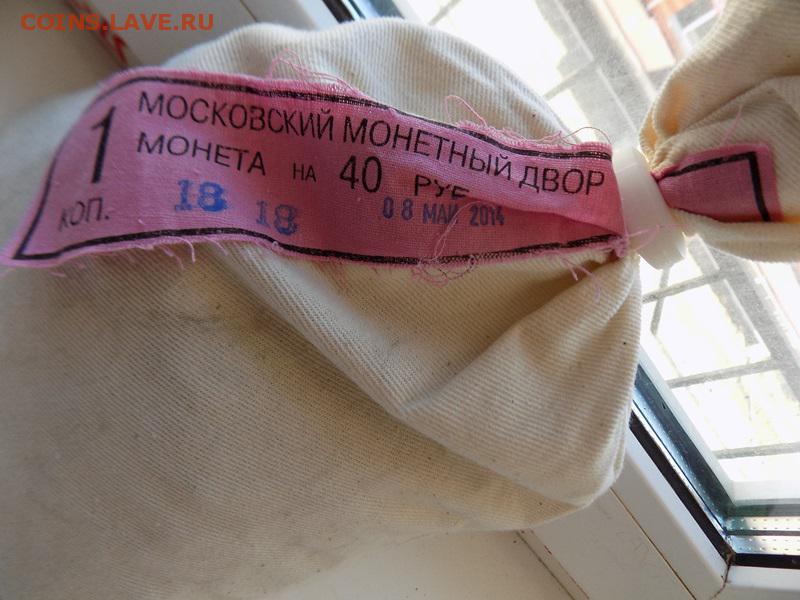 COINS.LAVE.RU
МОСКОВСКИЙ МОНЕТНЫЙ ДВОР
1 МОНЕТА НА 40 РУБ
КОП. 18 18 08 МАЙ 2014